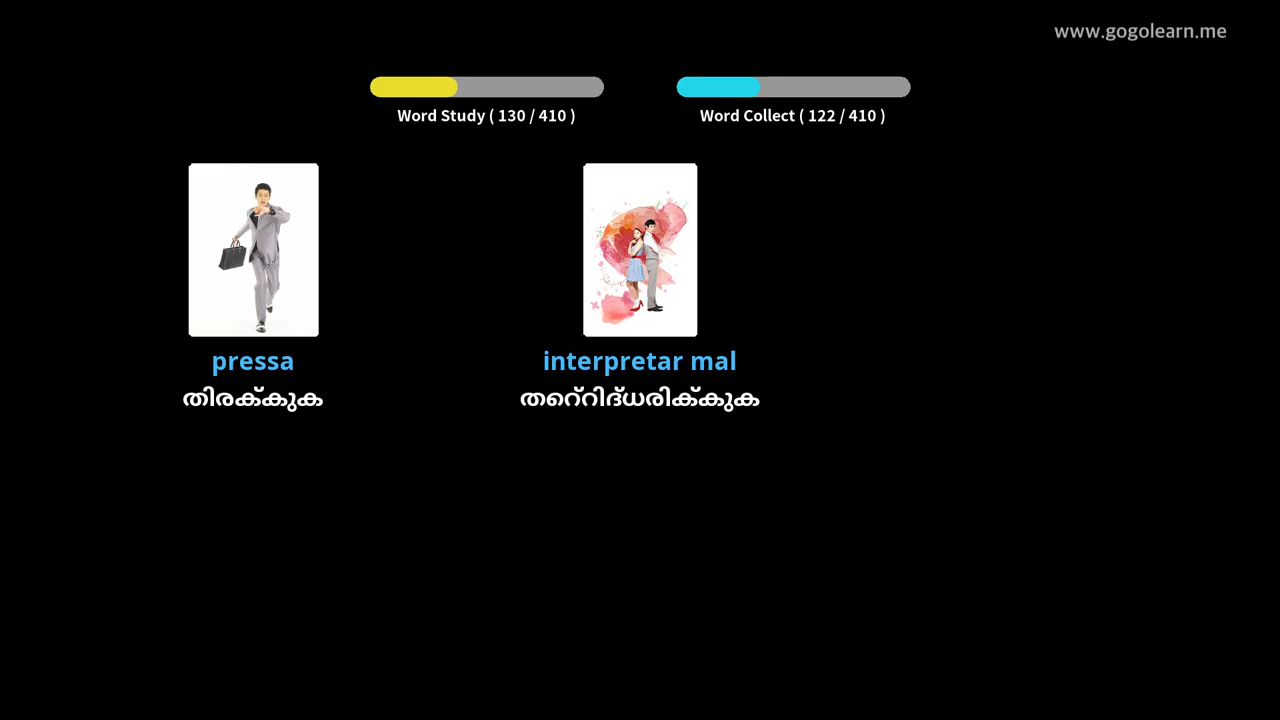 www.gogolearn.me
Word Study ( 130 / 410 )
Word Collect ( 122 / 410 )
pressa
interpretar mal
തിരക്കുക
തെറ്റിദ്ധരിക്കുക